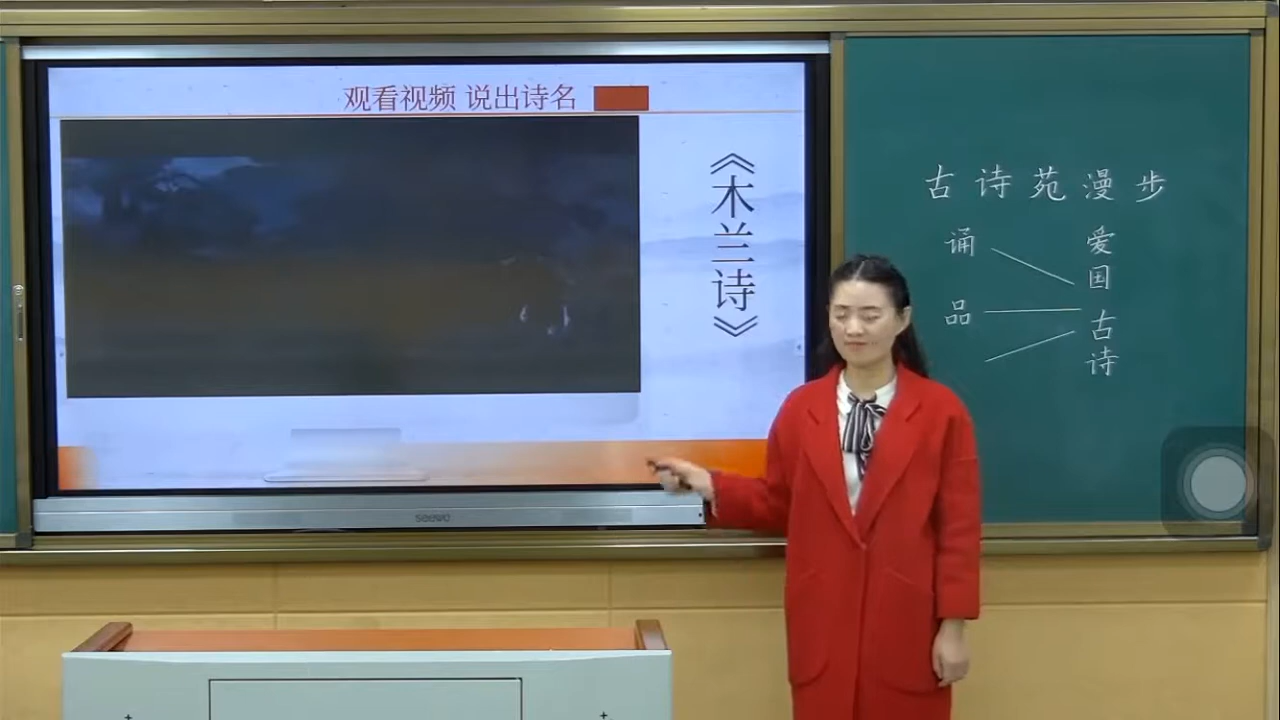 观看视频 说出诗名
《木兰诗》
seewo
古诗苑漫步
诵
品
爱国
古诗